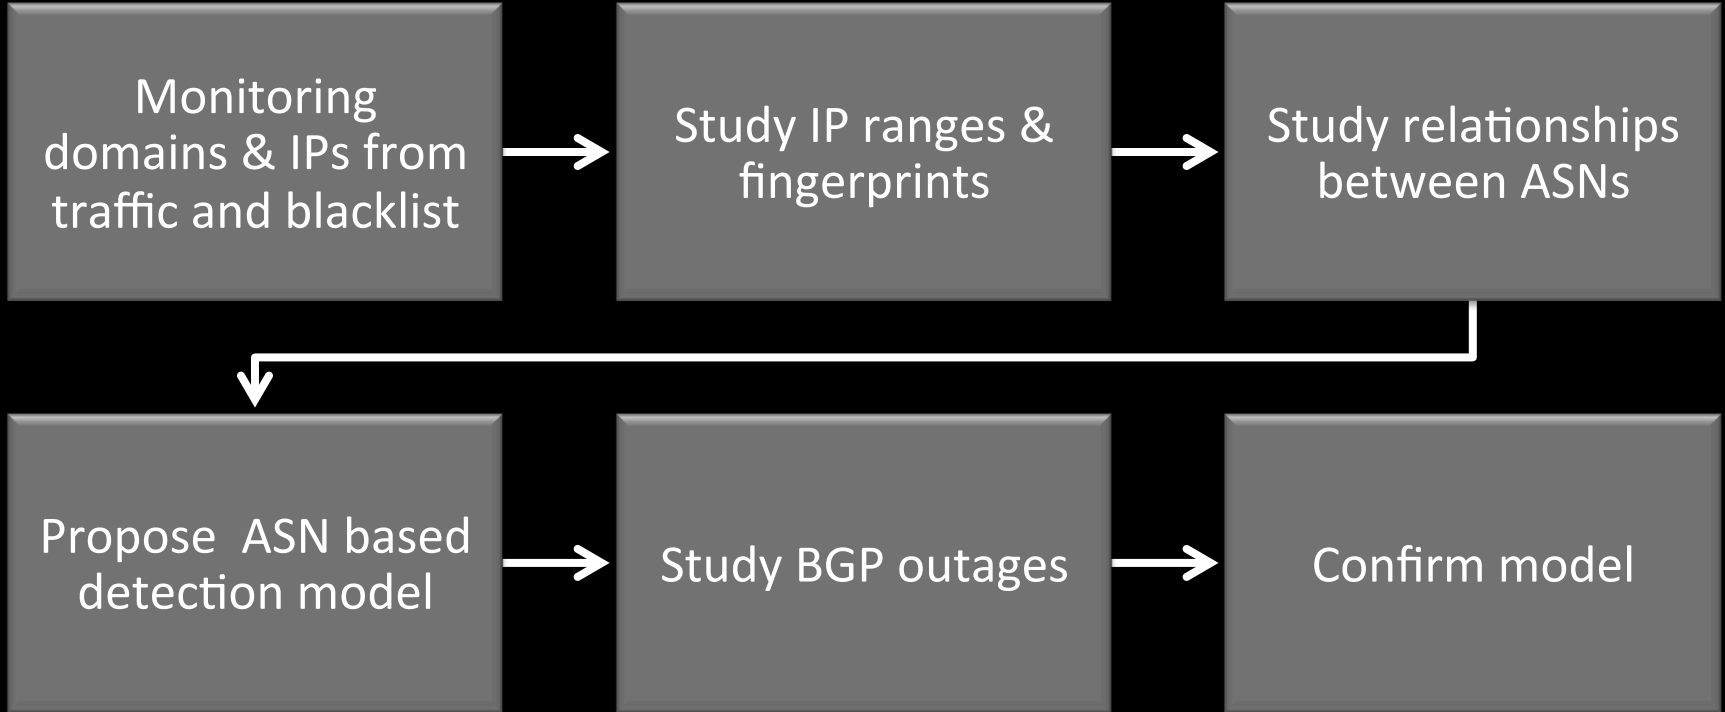 Monitoring
domains & IPs from
traffic and blacklist
Study IP ranges &
fingerprints
Study relationships
between ASNs
Propose  ASN based
detection model
Study BGP outages
Confirm model